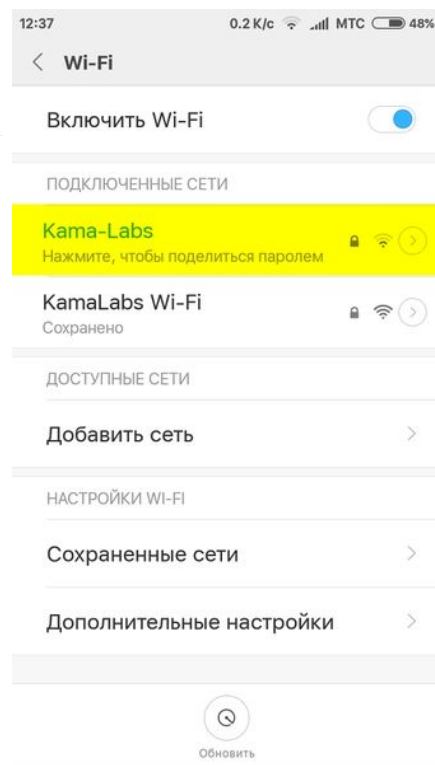 12:37 0.2 K/c МТС 48%
Wi-Fi
Включить Wi-Fi
ПОДКЛЮЧЕННЫЕ СЕТИ
Kama-Labs
Нажмите, чтобы поделиться паролем
KamaLabs Wi-Fi
Сохранено
ДОСТУПНЫЕ СЕТИ
Добавить сеть
НАСТРОЙКИ WI-FI
Сохраненные сети
Дополнительные настройки
Обновить